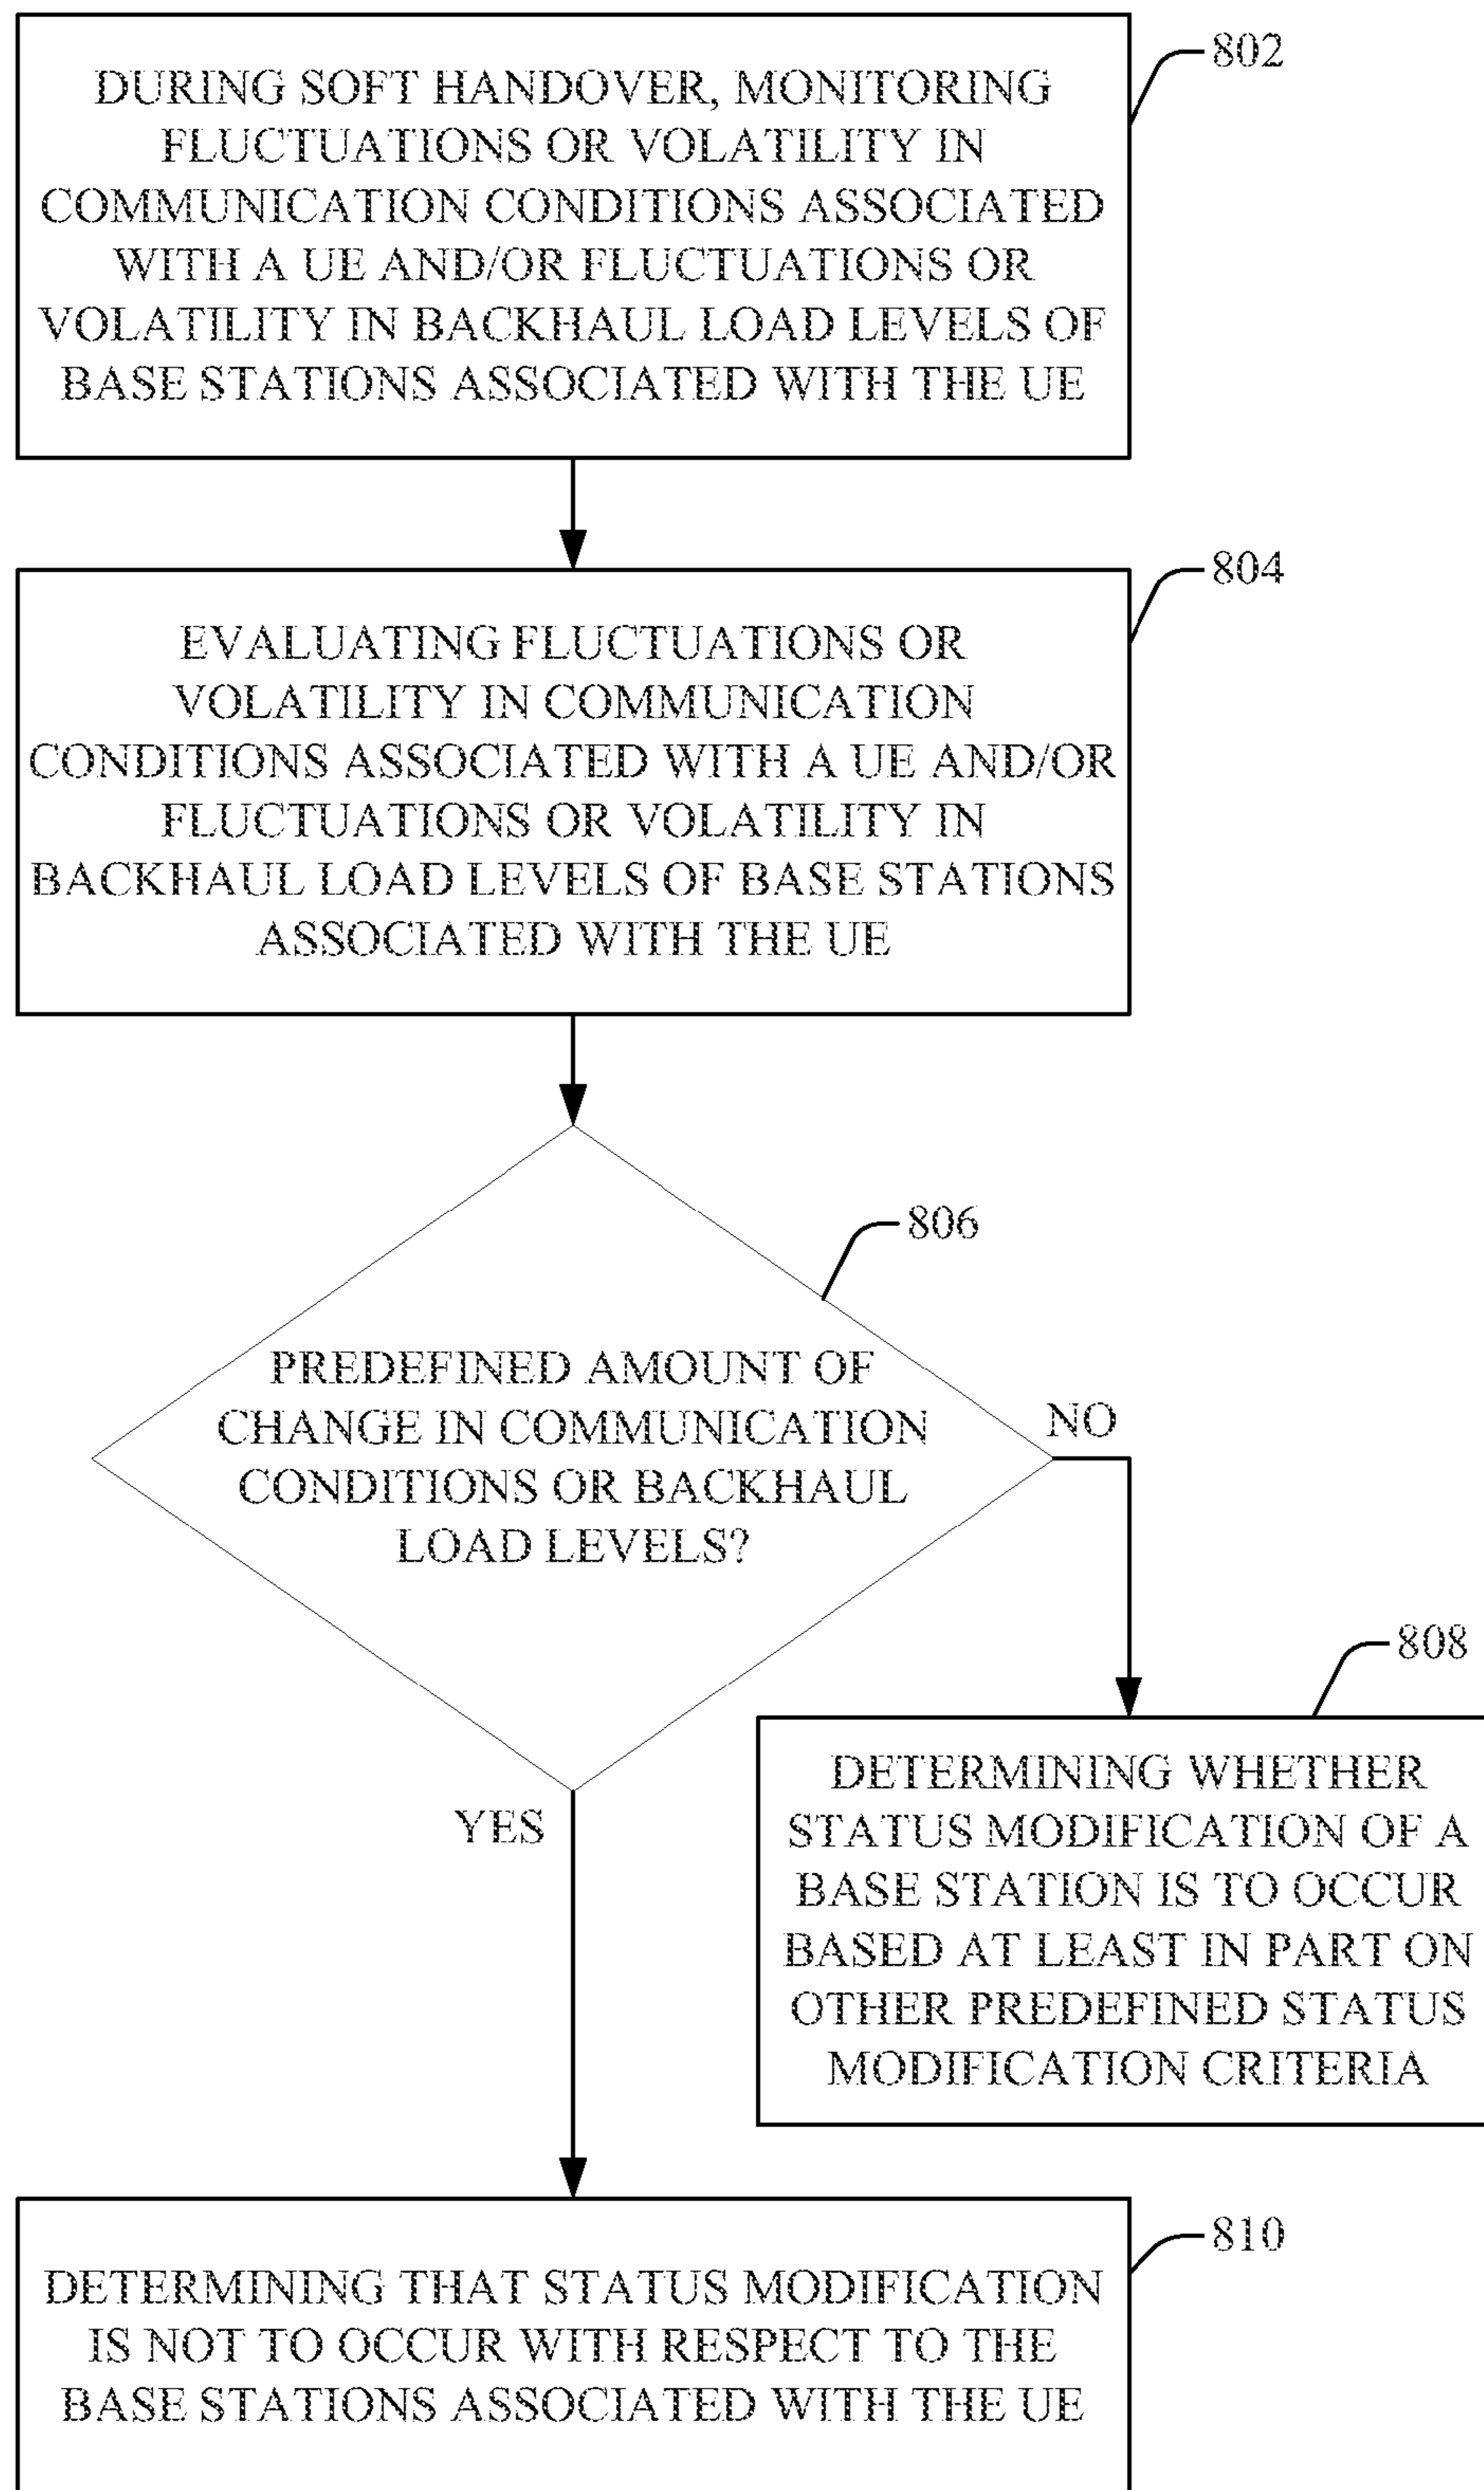 802
DURING SOFT HANDOVER, MONITORING
FLUCTUATIONS OR VOLATILITY IN
COMMUNICATION CONDITIONS ASSOCIATED
WITH A UE AND/OR FLUCTUATIONS OR
VOLATILITY IN BACKHAUL LOAD LEVELS OF
BASE STATIONS ASSOCIATED WITH THE UE
804
EVALUATING FLUCTUATIONS OR
VOLATILITY IN COMMUNICATION
CONDITIONS ASSOCIATED WITH A UE AND/OR
FLUCTUATIONS OR VOLATILITY IN
BACKHAUL LOAD LEVELS OF BASE STATIONS
ASSOCIATED WITH THE UE
806
PREDEFINED AMOUNT OF
CHANGE IN COMMUNICATION
CONDITIONS OR BACKHAUL
LOAD LEVELS?
NO
808
DETERMINING WHETHER
STATUS MODIFICATION OF A
BASE STATION IS TO OCCUR
BASED AT LEAST IN PART ON
OTHER PREDEFINED STATUS
MODIFICATION CRITERIA
YES
810
DETERMINING THAT STATUS MODIFICATION
IS NOT TO OCCUR WITH RESPECT TO THE
BASE STATIONS ASSOCIATED WITH THE UE